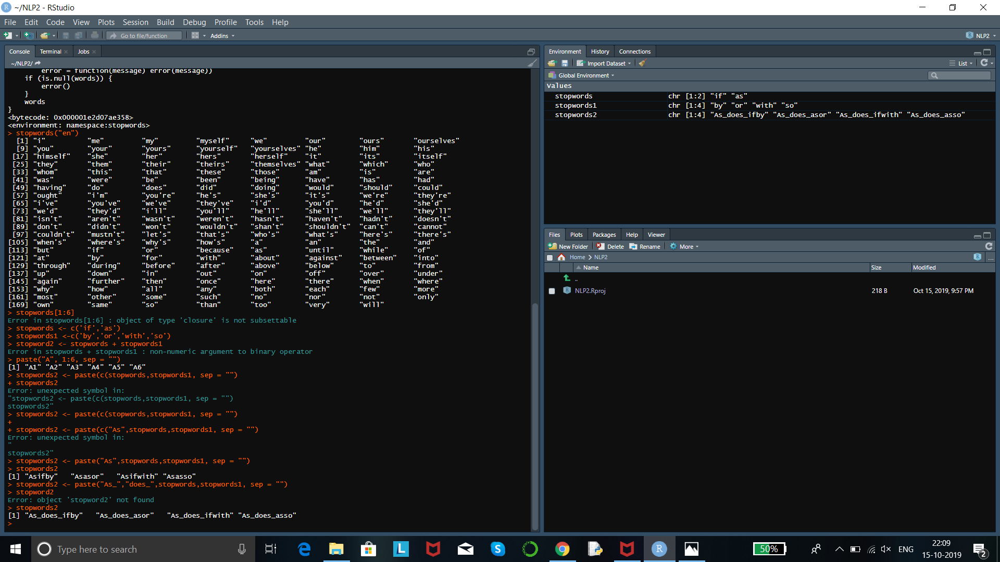 ~/NLP2 - RStudio
File Edit Code View Plots Session Build Debug Profile Tools Help
Go to file/function Addins NLP2
Console Terminal Jobs
~/NLP2/
error = function(message) error(message))
    if (is.null(words)) {
        error()
    }
    words
}
<bytecode: 0x000001e2d07ae358>
<environment: namespace:stopwords>
> stopwords("en")
[1] "i" "me" "my" "myself" "we" "our" "ours" "ourselves"
[9] "you" "your" "yours" "yourself" "yourselves" "he" "him" "his"
[17] "himself" "she" "her" "hers" "herself" "it" "its" "itself"
[25] "they" "them" "their" "theirs" "themselves" "what" "which" "who"
[33] "whom" "this" "that" "these" "those" "am" "is" "are"
[41] "was" "were" "be" "been" "being" "have" "has" "had"
[49] "having" "do" "does" "did" "doing" "would" "should" "could"
[57] "ought" "i'm" "you're" "he's" "she's" "it's" "we're" "they're"
[65] "i've" "you've" "we've" "they've" "i'd" "you'd" "he'd" "she'd"
[73] "we'd" "they'd" "i'll" "you'll" "he'll" "she'll" "we'll" "they'll"
[81] "isn't" "aren't" "wasn't" "weren't" "hasn't" "haven't" "hadn't" "doesn't"
[89] "don't" "didn't" "won't" "wouldn't" "shan't" "shouldn't" "can't" "cannot"
[97] "couldn't" "mustn't" "let's" "that's" "who's" "what's" "here's" "there's"
[105] "when's" "where's" "why's" "how's" "a" "an" "the" "and"
[113] "but" "if" "or" "because" "as" "until" "while" "of"
[121] "at" "by" "for" "with" "about" "against" "between" "into"
[129] "through" "during" "before" "after" "above" "below" "to" "from"
[137] "up" "down" "in" "out" "on" "off" "over" "under"
[145] "again" "further" "then" "once" "here" "there" "when" "where"
[153] "why" "how" "all" "any" "both" "each" "few" "more"
[161] "most" "other" "some" "such" "no" "nor" "not" "only"
[169] "own" "same" "so" "than" "too" "very" "will"
> stopwords[1:6]
Error in stopwords[1:6] : object of type 'closure' is not subsettable
> stopwords <- c('if','as')
> stopwords1 <-c('by','or','with','so')
> stopword2 <- stopwords + stopwords1
Error in stopwords + stopwords1 : non-numeric argument to binary operator
> paste("A", 1:6, sep = "")
[1] "A1" "A2" "A3" "A4" "A5" "A6"
> stopwords2 <- paste(c(stopwords,stopwords1, sep = "")
+ stopwords2
Error: unexpected symbol in:
"stopwords2 <- paste(c(stopwords,stopwords1, sep = "")
stopwords2"
> stopwords2 <- paste(c(stopwords,stopwords1, sep = "")
+
+ stopwords2 <- paste(c("As",stopwords,stopwords1, sep = "")
Error: unexpected symbol in:
"
stopwords2"
> stopwords2 <- paste("As",stopwords,stopwords1, sep = "")
> stopwords2
[1] "Asifby" "Asasor" "Asifwith" "Asasso"
> stopwords2 <- paste("As_","does_",stopwords,stopwords1, sep = "")
> stopword2
Error: object 'stopword2' not found
> stopwords2
[1] "As_does_ifby" "As_does_asor" "As_does_ifwith" "As_does_asso"
>
Environment History Connections
Import Dataset List
Global Environment
Values
stopwords chr [1:2] "if" "as"
stopwords1 chr [1:4] "by" "or" "with" "so"
stopwords2 chr [1:4] "As_does_ifby" "As_does_asor" "As_does_ifwith" "As_does_asso"
Files Plots Packages Help Viewer
New Folder Delete Rename More
Home NLP2 ...
Name Size Modified
..
NLP2.Rproj 218 B Oct 15, 2019, 9:57 PM
Type here to search 50% ENG 22:09
15-10-2019 2